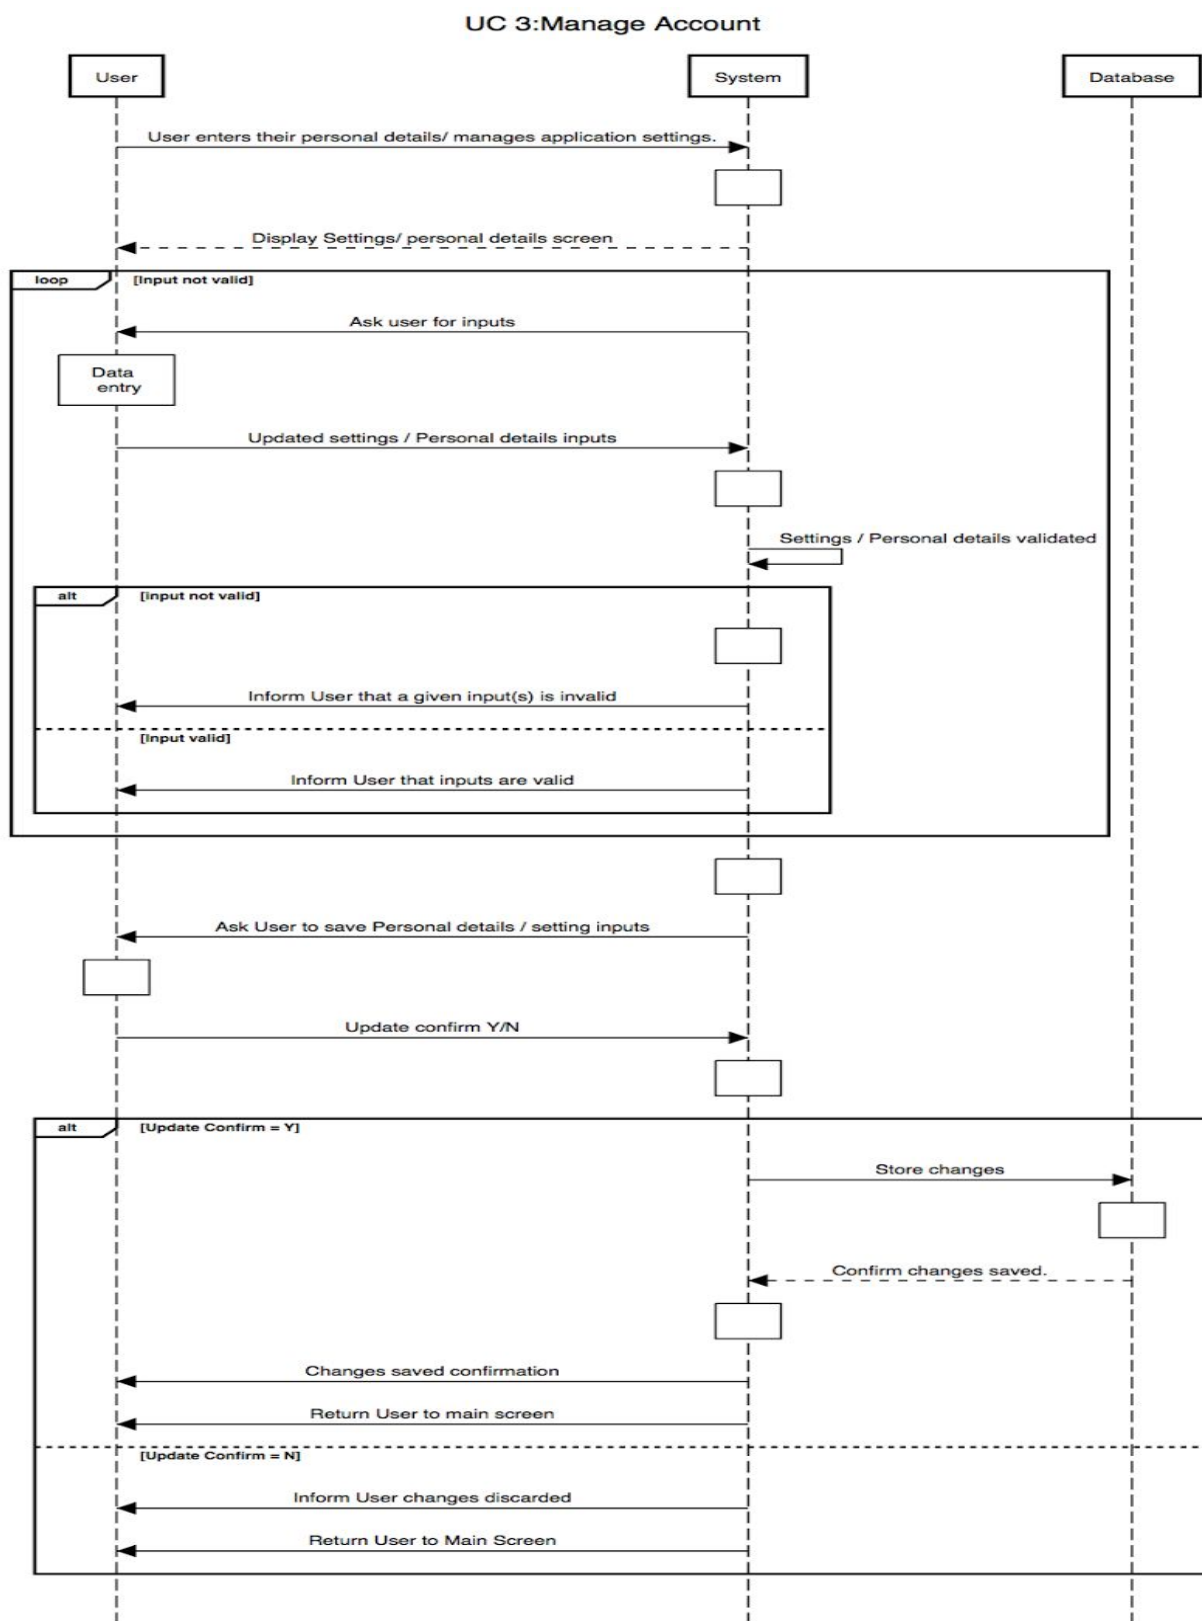 UC 3:Manage Account
User
System
Database
User enters their personal details/ manages application settings.
Display Settings/ personal details screen
loop
[Input not valid]
Ask user for inputs
Data
entry
Updated settings / Personal details inputs
Settings / Personal details validated
alt
[input not valid]
Inform User that a given input(s) is invalid
[Input valid]
Inform User that inputs are valid
Ask User to save Personal details / setting inputs
Update confirm Y/N
alt
[Update Confirm = Y]
Store changes
Confirm changes saved.
Changes saved confirmation
Return User to main screen
[Update Confirm = N]
Inform User changes discarded
Return User to Main Screen